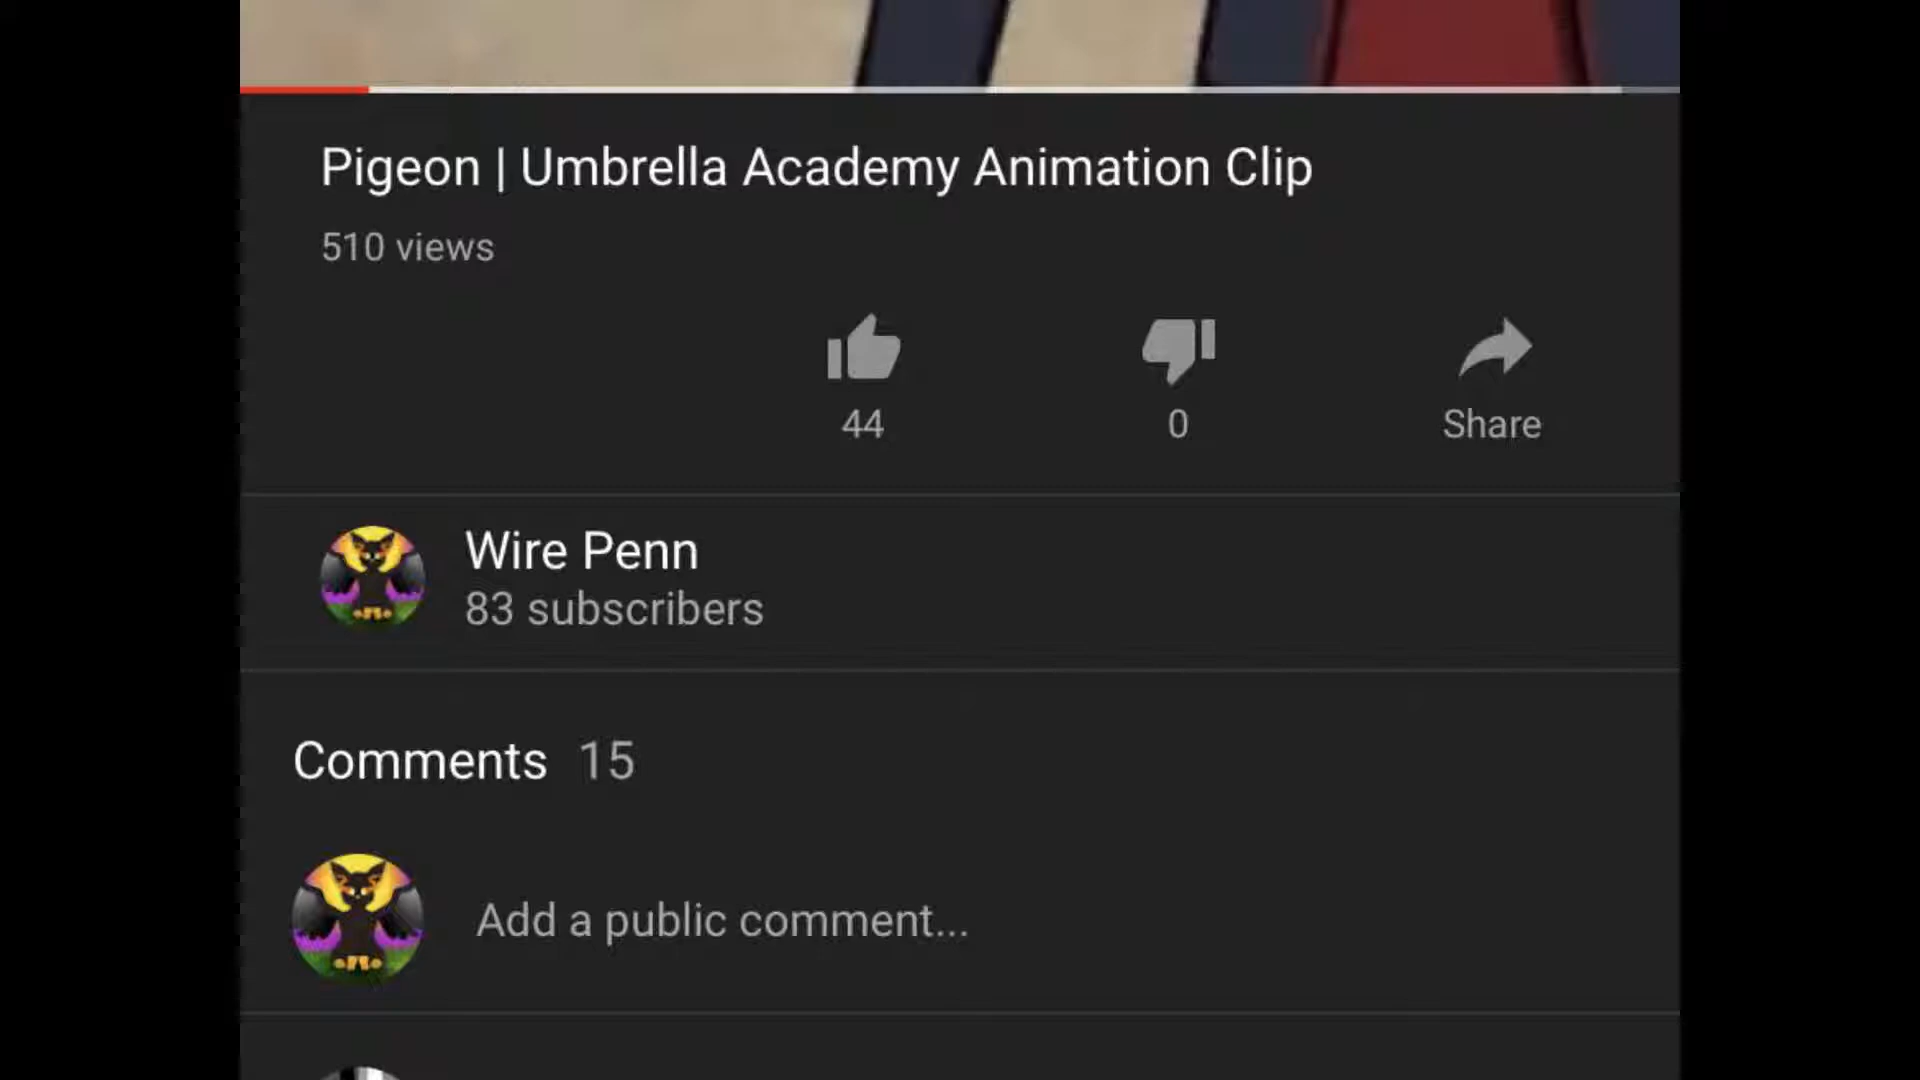 Pigeon | Umbrella Academy Animation Clip
510 views
44
0
Share
Wire Penn
83 subscribers
Comments 15
Add a public comment...